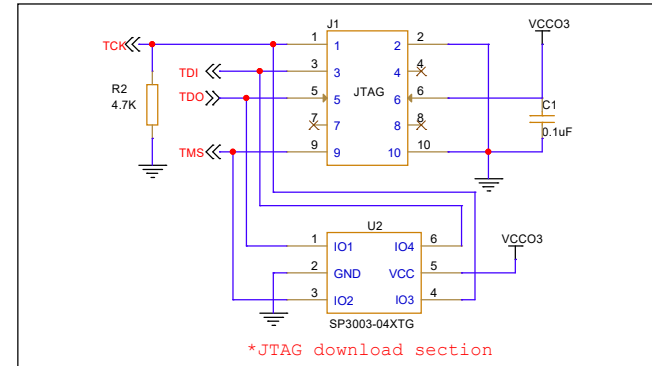 J1
VCCO3
TCK
1 1 2 2
TDI
3 3 4 4
R2
4.7K
JTAG
TDO
5 5 6 6
C1
0.1uF
7 7 8 8
TMS
9 9 10 10
U2
VCCO3
1 IO1 IO4 6
2 GND VCC 5
3 IO2 IO3 4
SP3003-04XTG
*JTAG download section